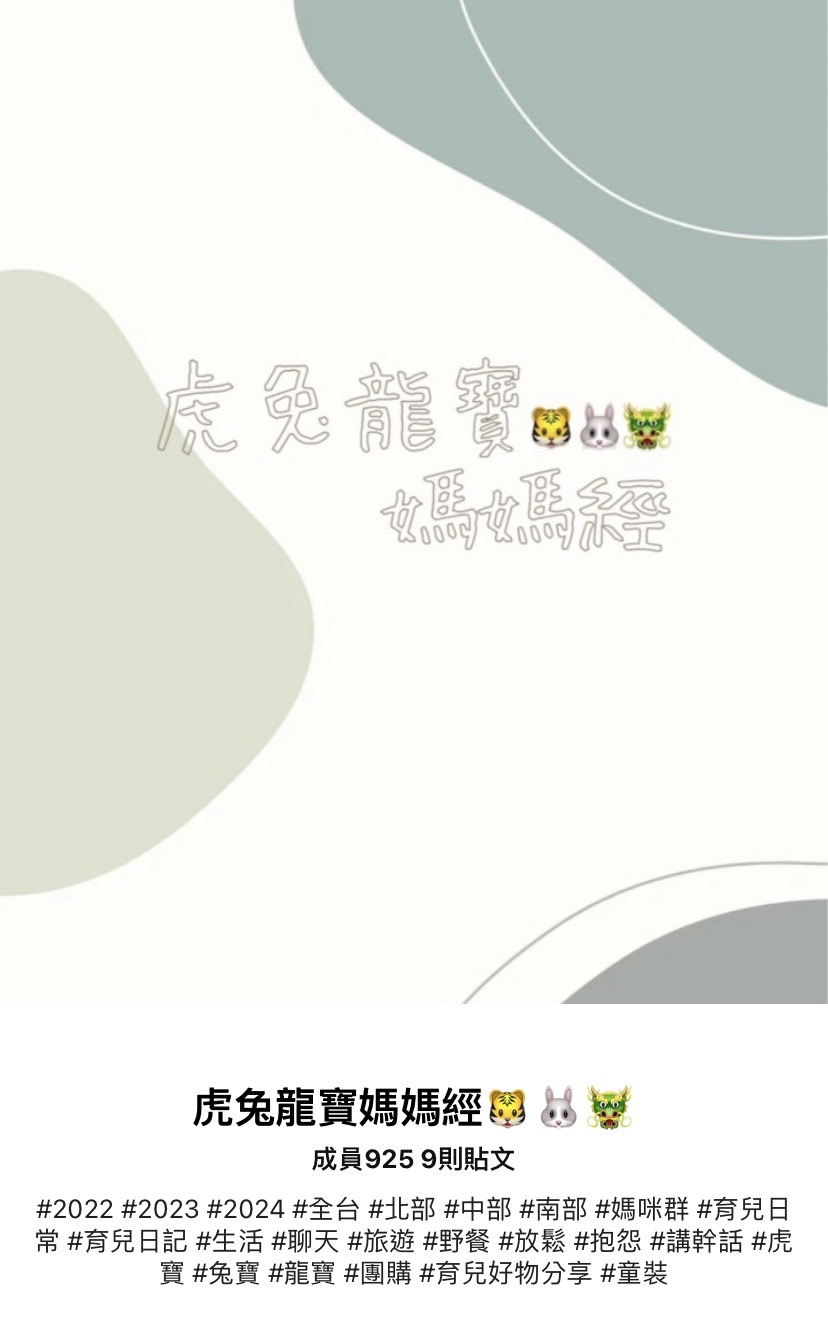 虎兔龍寶🐯🐰🐲
媽媽經
虎兔龍寶媽媽經🐯🐰🐲
成員925 9則貼文
#2022 #2023 #2024 #全台 #北部 #中部 #南部 #媽咪群 #育兒日
常 #育兒日記 #生活 #聊天 #旅遊 #野餐 #放鬆 #抱怨 #講幹話 #虎
寶 #兔寶 #龍寶 #團購 #育兒好物分享 #童裝